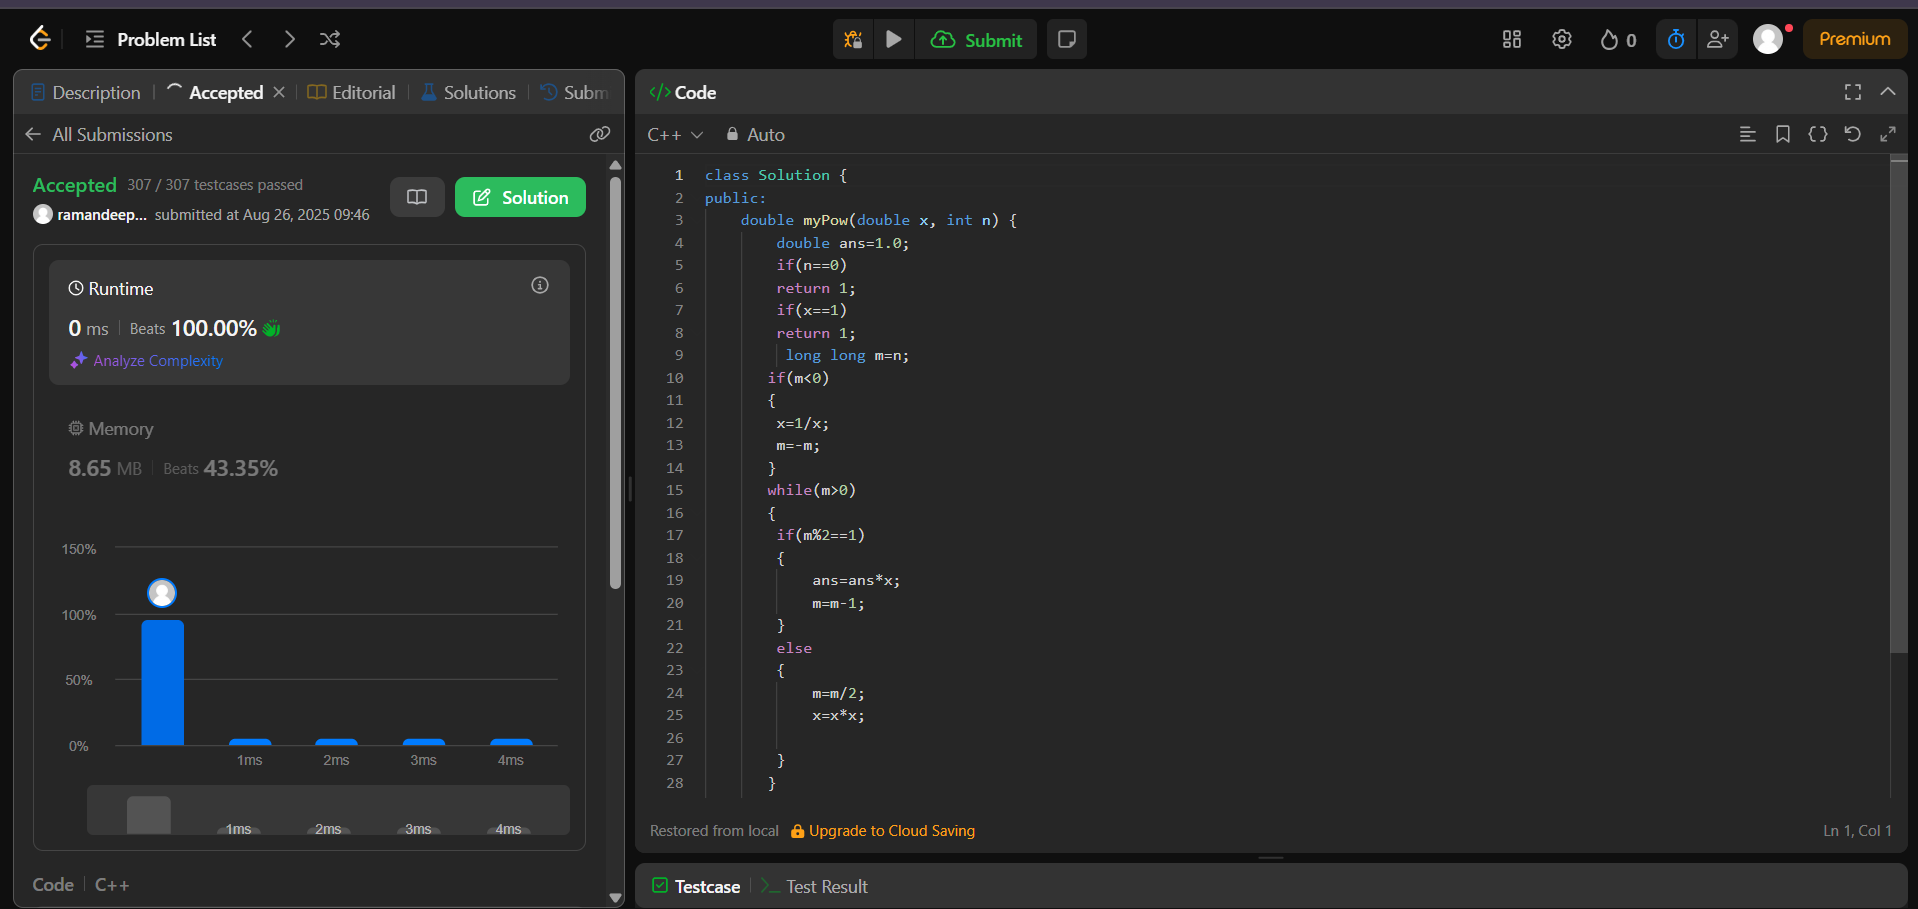 Problem List
Submit
0
Premium
Description
Accepted
Editorial
Solutions
Subm
All Submissions
Accepted 307 / 307 testcases passed
ramandeep... submitted at Aug 26, 2025 09:46
Solution
Runtime
0 ms Beats 100.00%
Analyze Complexity
Memory
8.65 MB Beats 43.35%
150%
100%
50%
0%
1ms 2ms 3ms 4ms
1ms 2ms 3ms 4ms
Code C++
</> Code
C++ Auto
1 class Solution {
2 public:
3 double myPow(double x, int n) {
4 double ans=1.0;
5 if(n==0)
6 return 1;
7 if(x==1)
8 return 1;
9 long long m=n;
10 if(m<0)
11 {
12 x=1/x;
13 m=-m;
14 }
15 while(m>0)
16 {
17 if(m%2==1)
18 {
19 ans=ans*x;
20 m=m-1;
21 }
22 else
23 {
24 m=m/2;
25 x=x*x;
26
27 }
28 }
Restored from local Upgrade to Cloud Saving
Ln 1, Col 1
Testcase
Test Result